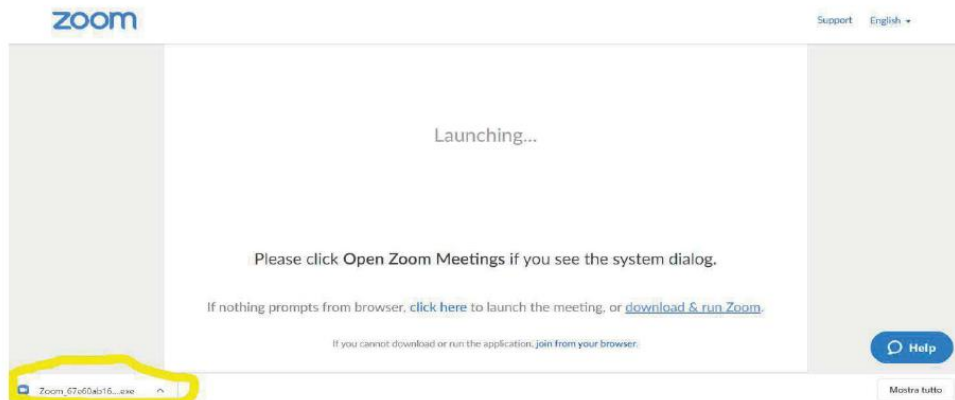 zoom
Support English
Launching...
Please click Open Zoom Meetings if you see the system dialog.
If nothing prompts from browser, click here to launch the meeting, or download & run Zoom.
If you cannot download or run the application, join from your browser.
Help
Zoom_67e60ab16....exe
Mostra tutto